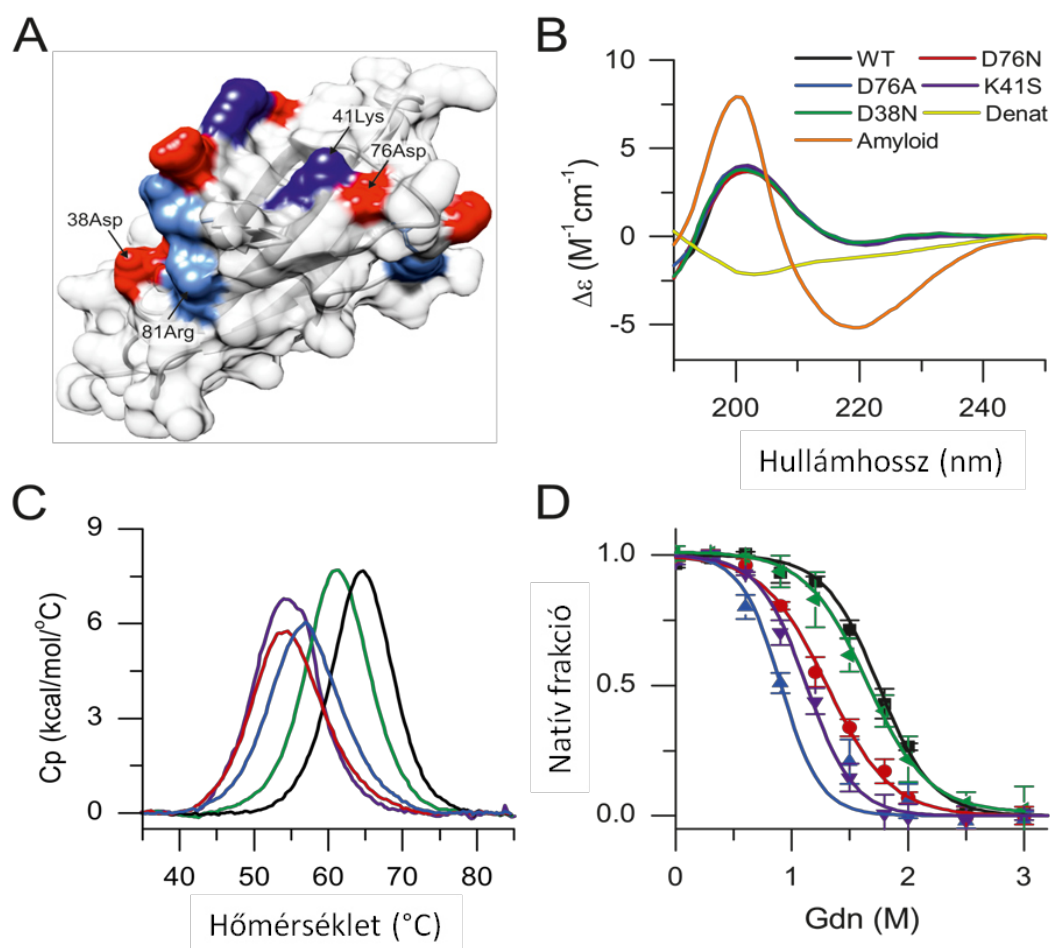 A
41Lys
76Asp
38Asp
81Arg
B
10
5
0
-5
Δε (M⁻¹cm⁻¹)
WT
D76N
D76A
K41S
D38N
Denat
Amyloid
200
220
240
Hullámhossz (nm)
C
9
6
3
0
Cp (kcal/mol/°C)
40
50
60
70
80
Hőmérséklet (°C)
D
1.0
0.5
0.0
Natív frakció
0
1
2
3
Gdn (M)